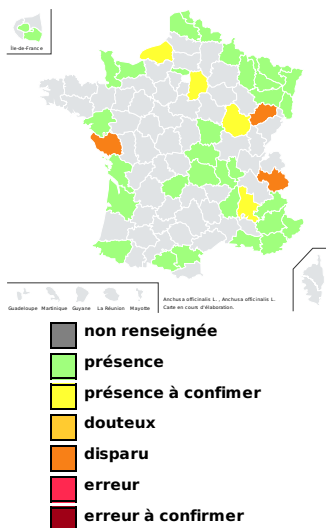 Île-de-France
Anchusa officinalis L. , Anchusa officinalis L.
Carte en cours d'élaboration.
Guadeloupe Martinique Guyane La Réunion Mayotte
non renseignée
présence
présence à confimer
douteux
disparu
erreur
erreur à confirmer